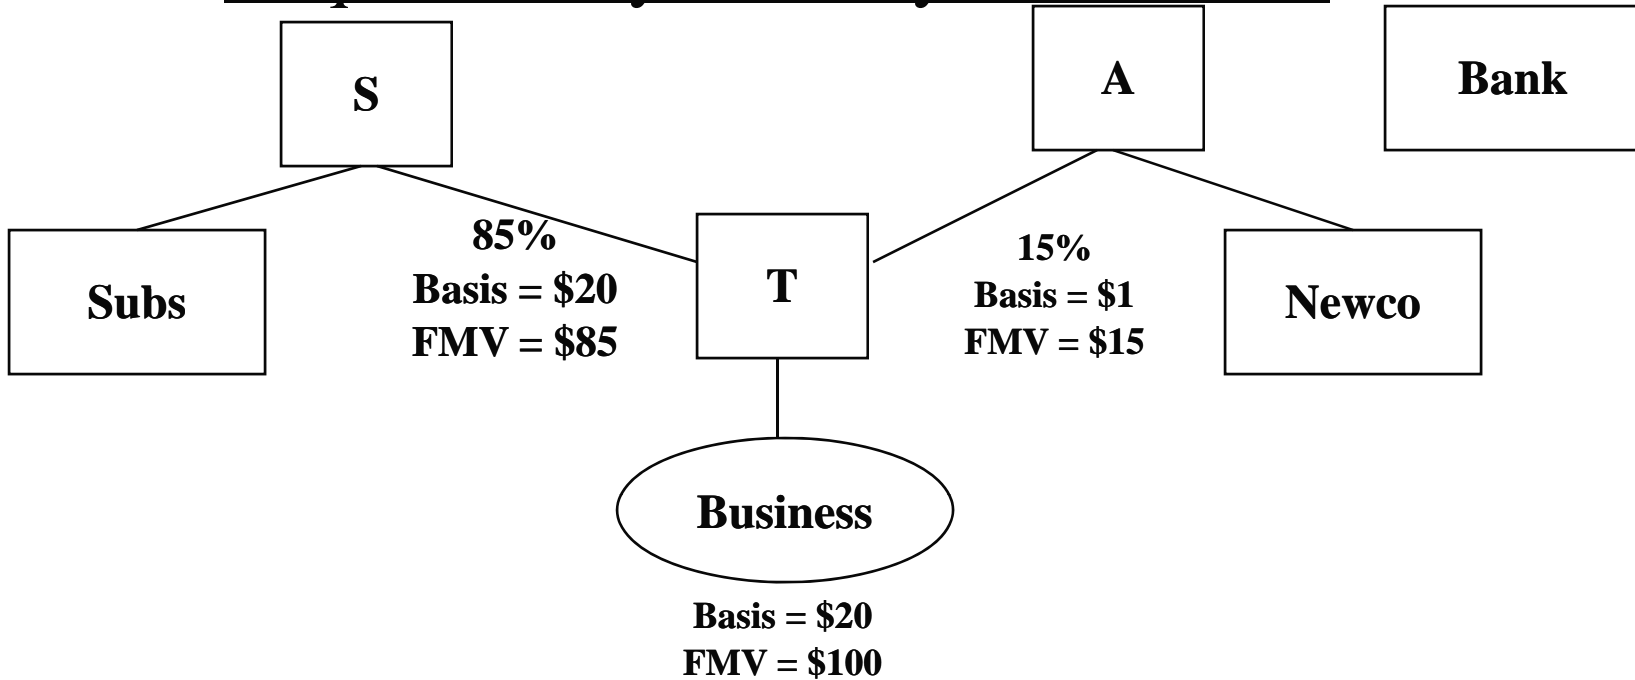 S
A
Bank
85%
Basis = $20
FMV = $85
Subs
T
15%
Basis = $1
FMV = $15
Newco
Business
Basis = $20
FMV = $100